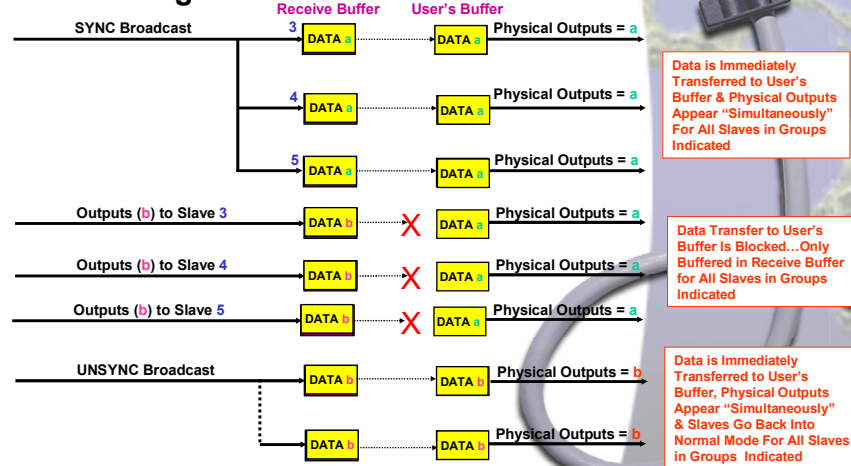 Receive Buffer User's Buffer
SYNC Broadcast 3 DATA a DATA a Physical Outputs = a
4 DATA a DATA a Physical Outputs = a
5 DATA a DATA a Physical Outputs = a
Data is Immediately
Transferred to User's
Buffer & Physical Outputs
Appear “Simultaneously”
For All Slaves in Groups
Indicated
Outputs (b) to Slave 3 DATA b X DATA a Physical Outputs = a
Outputs (b) to Slave 4 DATA b X DATA a Physical Outputs = a
Outputs (b) to Slave 5 DATA b X DATA a Physical Outputs = a
Data Transfer to User's
Buffer Is Blocked…Only
Buffered in Receive Buffer
for All Slaves in Groups
Indicated
UNSYNC Broadcast DATA b DATA b Physical Outputs = b
DATA b DATA b Physical Outputs = b
Data is Immediately
Transferred to User's
Buffer, Physical Outputs
Appear “Simultaneously”
& Slaves Go Back Into
Normal Mode For All Slaves
in Groups Indicated